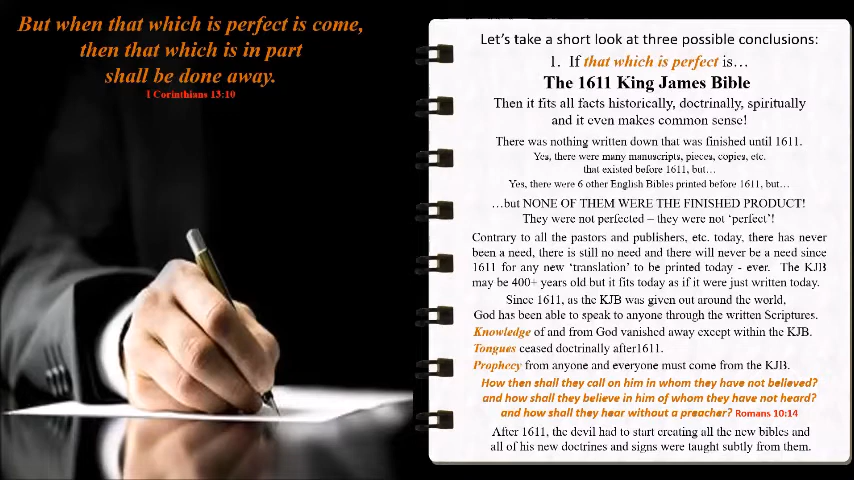 But when that which is perfect is come,
then that which is in part
shall be done away.
I Corinthians 13:10
Let's take a short look at three possible conclusions:
1. If that which is perfect is…
The 1611 King James Bible
Then it fits all facts historically, doctrinally, spiritually
and it even makes common sense!
There was nothing written down that was finished until 1611.
Yes, there were many manuscripts, pieces, copies, etc.
that existed before 1611, but…
Yes, there were 6 other English Bibles printed before 1611, but…
…but NONE OF THEM WERE THE FINISHED PRODUCT!
They were not perfected – they were not 'perfect'!
Contrary to all the pastors and publishers, etc. today, there has never
been a need, there is still no need and there will never be a need since
1611 for any new 'translation' to be printed today - ever. The KJB
may be 400+ years old but it fits today as if it were just written today.
Since 1611, as the KJB was given out around the world,
God has been able to speak to anyone through the written Scriptures.
Knowledge of and from God vanished away except within the KJB.
Tongues ceased doctrinally after1611.
Prophecy from anyone and everyone must come from the KJB.
How then shall they call on him in whom they have not believed?
and how shall they believe in him of whom they have not heard?
and how shall they hear without a preacher? Romans 10:14
After 1611, the devil had to start creating all the new bibles and
all of his new doctrines and signs were taught subtly from them.